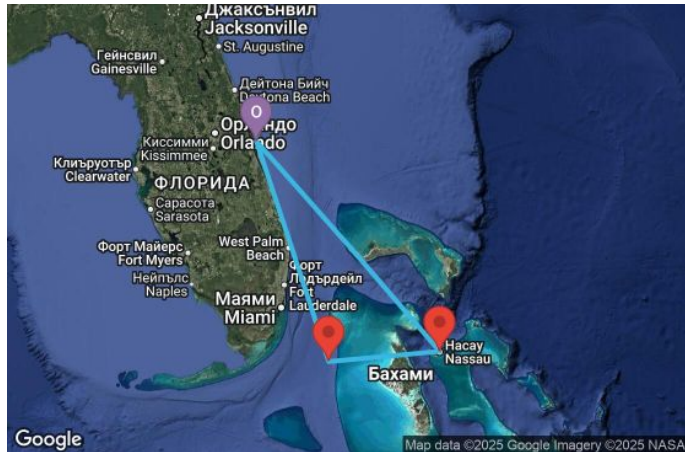 Джаксънвил
Jacksonville
St. Augustine
Гейнсвил
Gainesville
Дейтона Бийч
Daytona Beach
O
Орландо
Orlando
Кисими
Kissimmee
Клиъруотър
Clearwater
ФЛОРИДА
Сарасота
Sarasota
West Palm
Beach
Форт Майерс
Fort Myers
Форт
Лодърдейл
Fort
Lauderdale
Нейпълс
Naples
Маями
Miami
Насау
Nassau
Бахами
Google
Map data ©2025 Google Imagery ©2025 NASA